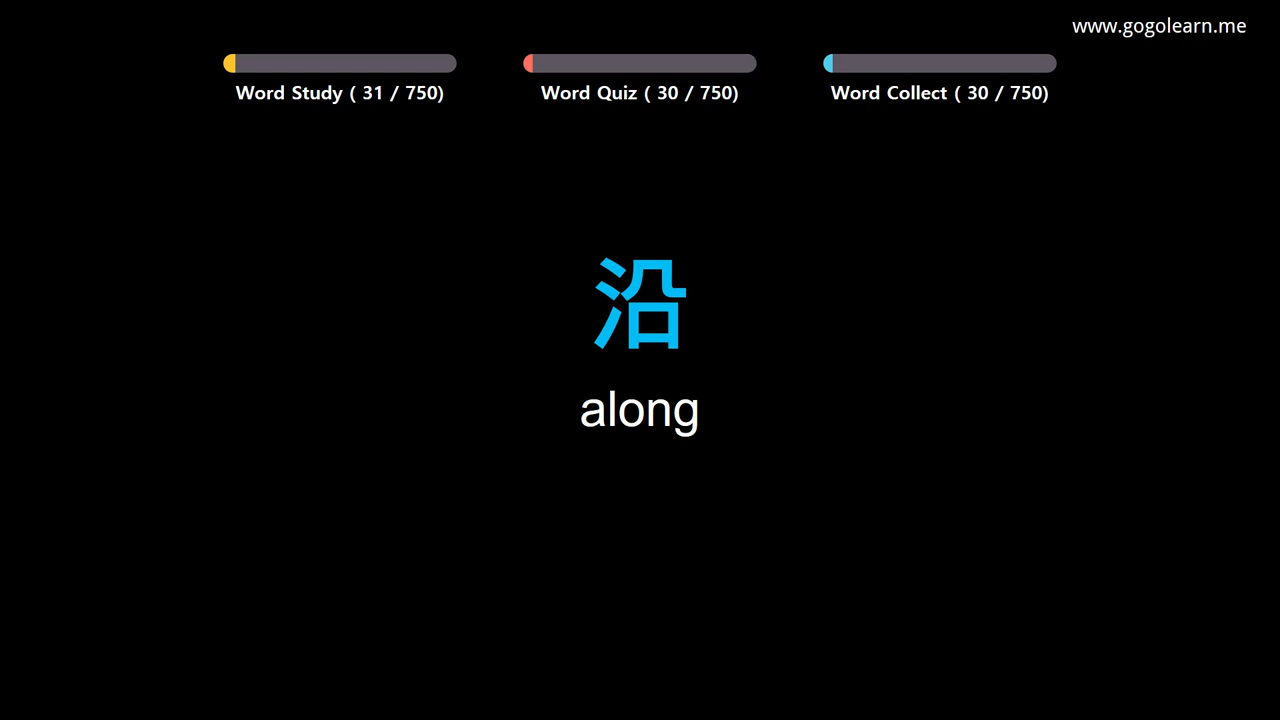 www.gogolearn.me
Word Study ( 31 / 750)
Word Quiz ( 30 / 750)
Word Collect ( 30 / 750)
沿
along